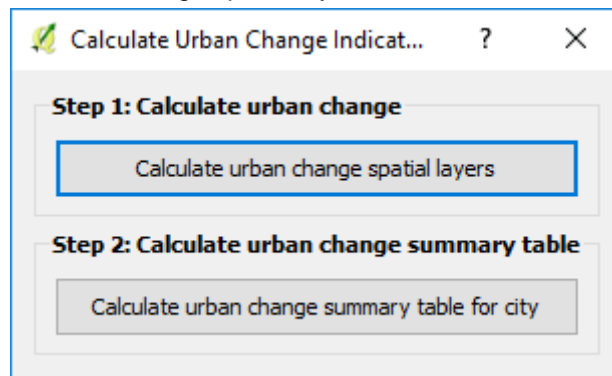 Calculate Urban Change Indicat... ?
Step 1: Calculate urban change
Calculate urban change spatial layers
Step 2: Calculate urban change summary table
Calculate urban change summary table for city